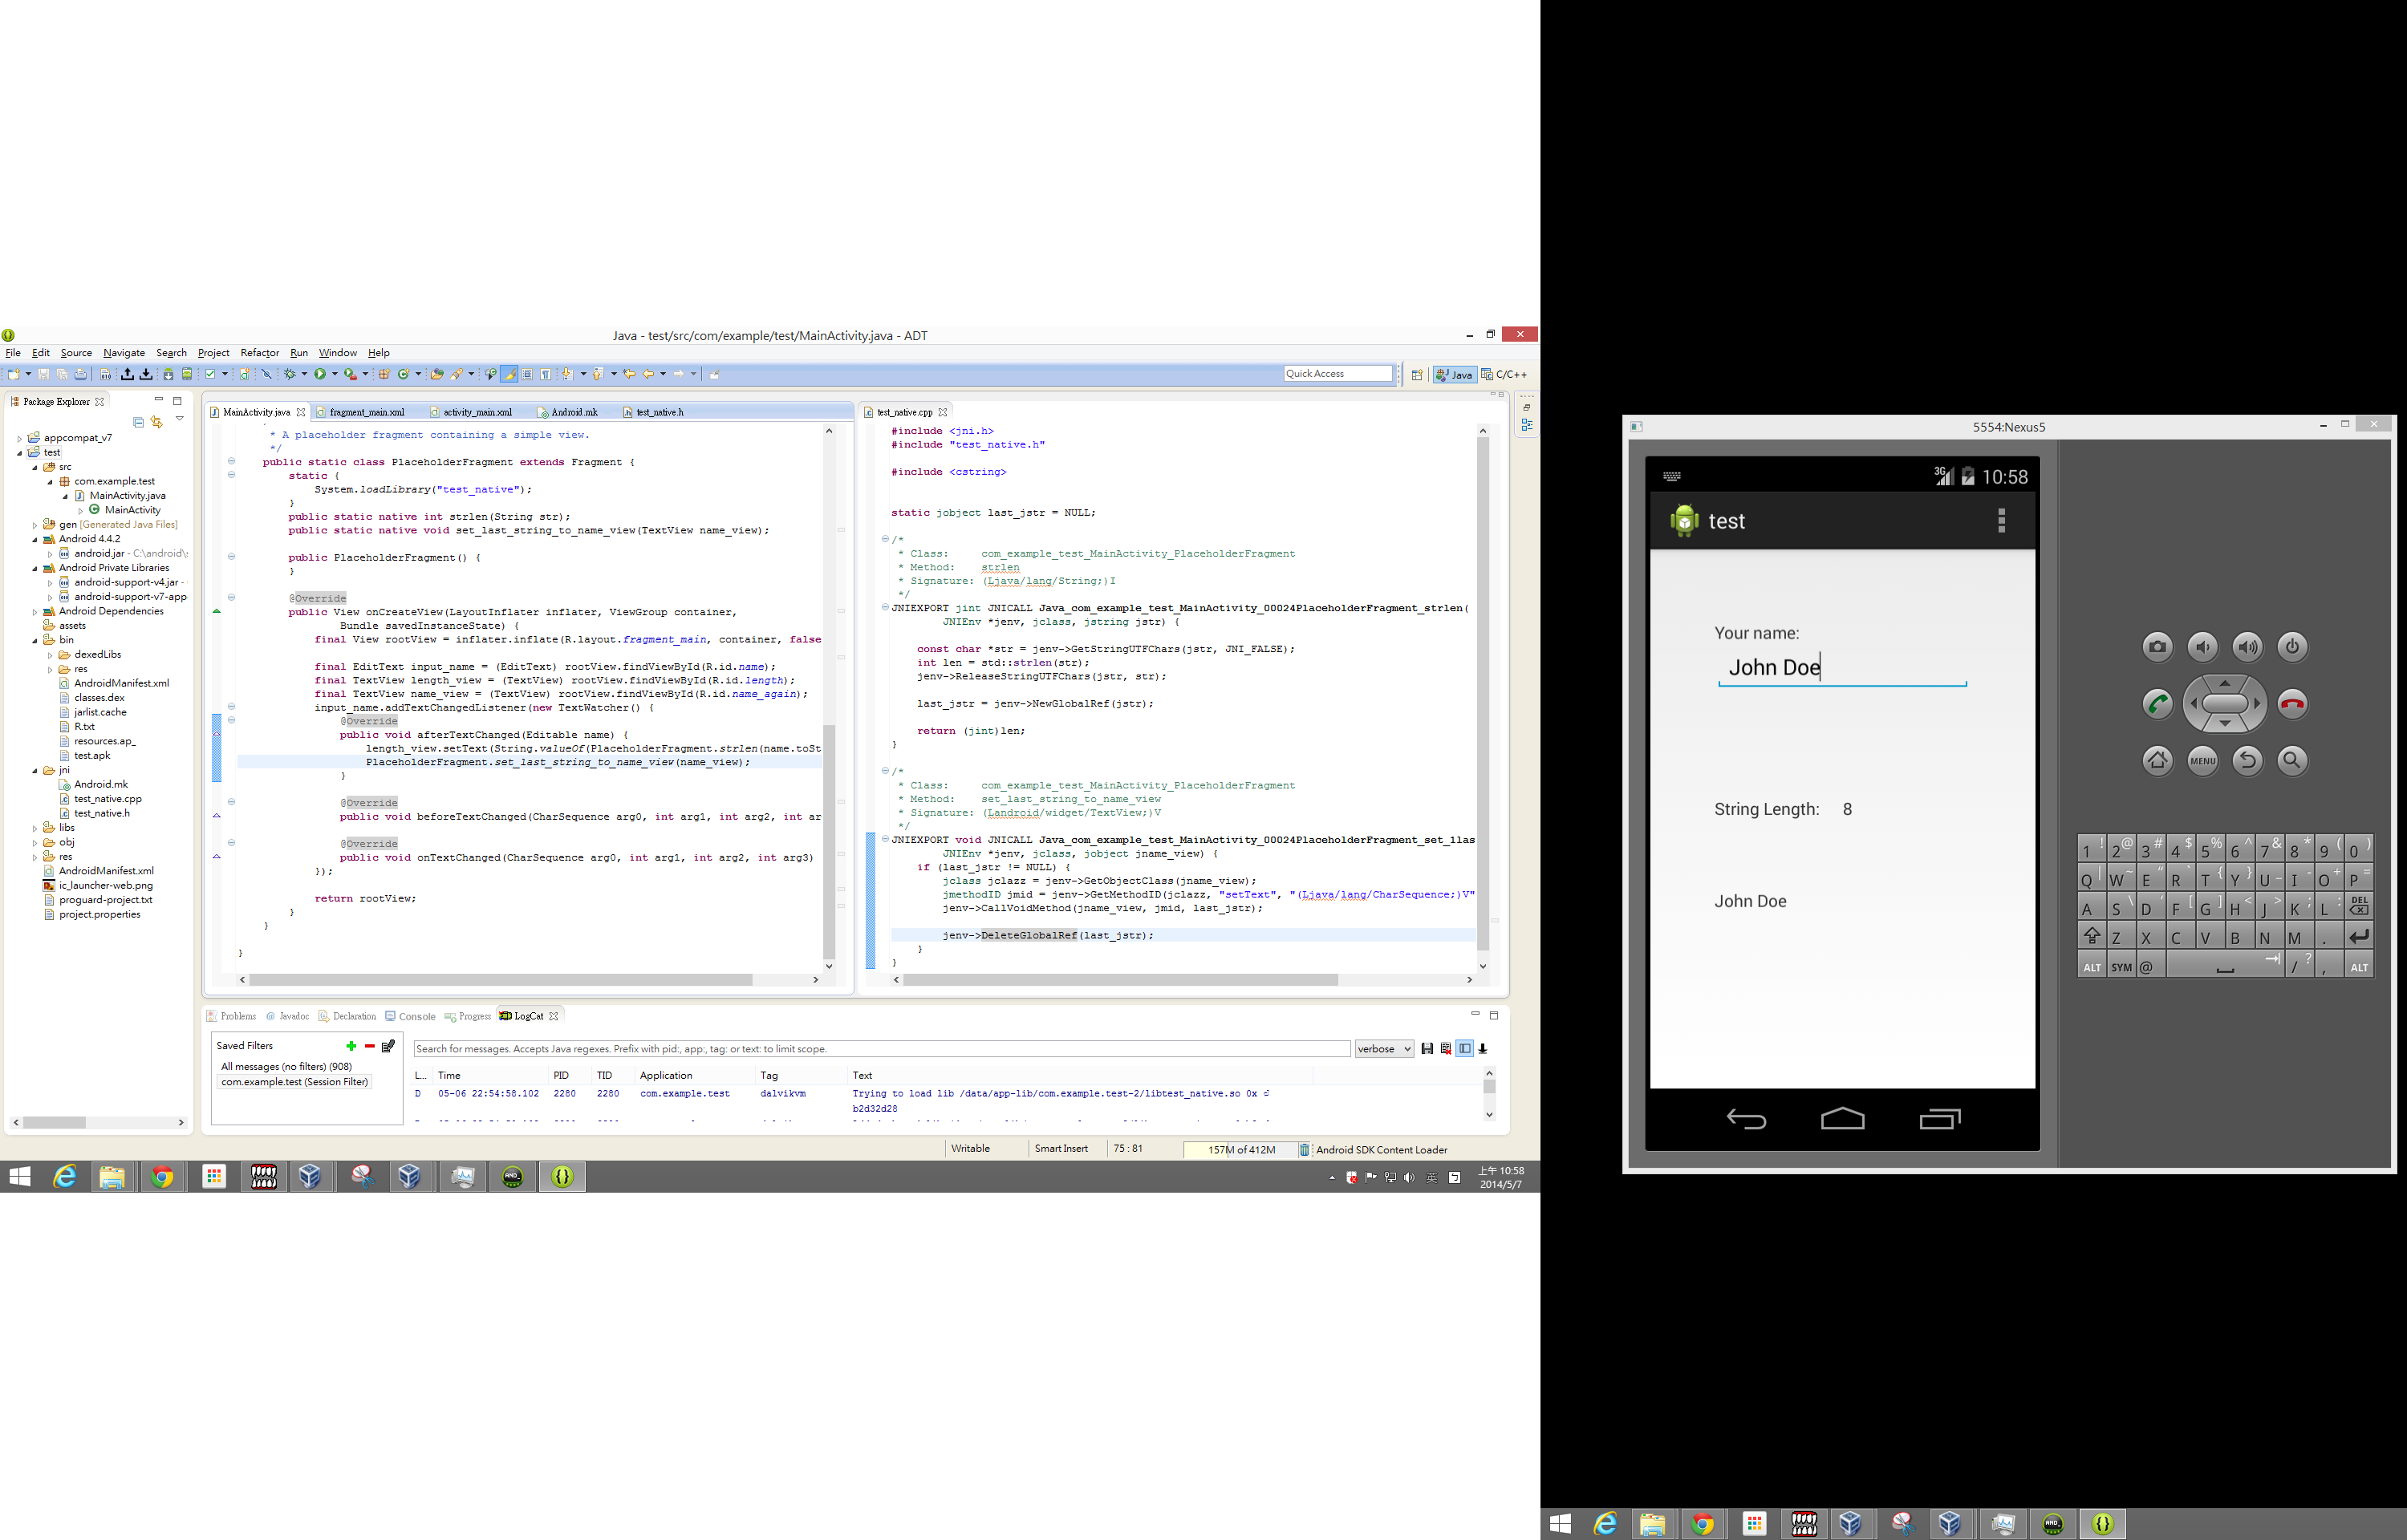 Java - test/src/com/example/test/MainActivity.java - ADT
File Edit Source Navigate Search Project Refactor Run Window Help
Quick Access
Java
C/C++
Package Explorer
appcompat_v7
test
src
com.example.test
MainActivity.java
MainActivity
gen [Generated Java Files]
Android 4.4.2
android.jar - C:\android\s
Android Private Libraries
android-support-v4.jar -
android-support-v7-app
Android Dependencies
assets
bin
dexedLibs
res
AndroidManifest.xml
classes.dex
jarlist.cache
R.txt
resources.ap_
test.apk
jni
Android.mk
test_native.cpp
test_native.h
libs
obj
res
AndroidManifest.xml
ic_launcher-web.png
proguard-project.txt
project.properties
MainActivity.java fragment_main.xml activity_main.xml Android.mk test_native.h
* A placeholder fragment containing a simple view.
*/
public static class PlaceholderFragment extends Fragment {
static {
System.loadLibrary("test_native");
}
public static native int strlen(String str);
public static native void set_last_string_to_name_view(TextView name_view);
public PlaceholderFragment() {
}
@Override
public View onCreateView(LayoutInflater inflater, ViewGroup container,
Bundle savedInstanceState) {
final View rootView = inflater.inflate(R.layout.fragment_main, container, false
final EditText input_name = (EditText) rootView.findViewById(R.id.name);
final TextView length_view = (TextView) rootView.findViewById(R.id.length);
final TextView name_view = (TextView) rootView.findViewById(R.id.name_again);
input_name.addTextChangedListener(new TextWatcher() {
@Override
public void afterTextChanged(Editable name) {
length_view.setText(String.valueOf(PlaceholderFragment.strlen(name.toSt
PlaceholderFragment.set_last_string_to_name_view(name_view);
}
@Override
public void beforeTextChanged(CharSequence arg0, int arg1, int arg2, int ar
@Override
public void onTextChanged(CharSequence arg0, int arg1, int arg2, int arg3)
});
return rootView;
}
}
}
test_native.cpp
#include <jni.h>
#include "test_native.h"
#include <cstring>
static jobject last_jstr = NULL;
/*
* Class: com_example_test_MainActivity_PlaceholderFragment
* Method: strlen
* Signature: (Ljava/lang/String;)I
*/
JNIEXPORT jint JNICALL Java_com_example_test_MainActivity_00024PlaceholderFragment_strlen(
JNIEnv *jenv, jclass, jstring jstr) {
const char *str = jenv->GetStringUTFChars(jstr, JNI_FALSE);
int len = std::strlen(str);
jenv->ReleaseStringUTFChars(jstr, str);
last_jstr = jenv->NewGlobalRef(jstr);
return (jint)len;
}
/*
* Class: com_example_test_MainActivity_PlaceholderFragment
* Method: set_last_string_to_name_view
* Signature: (Landroid/widget/TextView;)V
*/
JNIEXPORT void JNICALL Java_com_example_test_MainActivity_00024PlaceholderFragment_set_1las
JNIEnv *jenv, jclass, jobject jname_view) {
if (last_jstr != NULL) {
jclass jclazz = jenv->GetObjectClass(jname_view);
jmethodID jmid = jenv->GetMethodID(jclazz, "setText", "(Ljava/lang/CharSequence;)V"
jenv->CallVoidMethod(jname_view, jmid, last_jstr);
jenv->DeleteGlobalRef(last_jstr);
}
}
Problems Javadoc Declaration Console Progress LogCat
Saved Filters
All messages (no filters) (908)
com.example.test (Session Filter)
Search for messages. Accepts Java regexes. Prefix with pid:, app:, tag: or text: to limit scope.
verbose
L... Time PID TID Application Tag Text
D 05-06 22:54:58.102 2280 2280 com.example.test dalvikvm Trying to load lib /data/app-lib/com.example.test-2/libtest_native.so 0x
b2d32d28
Writable Smart Insert 75 : 81 157M of 412M Android SDK Content Loader
英
上午 10:58
2014/5/7
5554:Nexus5
3G 10:58
test
Your name:
John Doe
String Length: 8
John Doe
MENU
1 ! 2 @ 3 # 4 $ 5 % 6 ^ 7 & 8 * 9 ( 0 )
Q | W ~ E " R ` T { Y } U _ I - O + P =
A S \ D ' F [ G ] H < J > K ; L : DEL
Z X C V B N M .
ALT SYM @ / ? , ALT